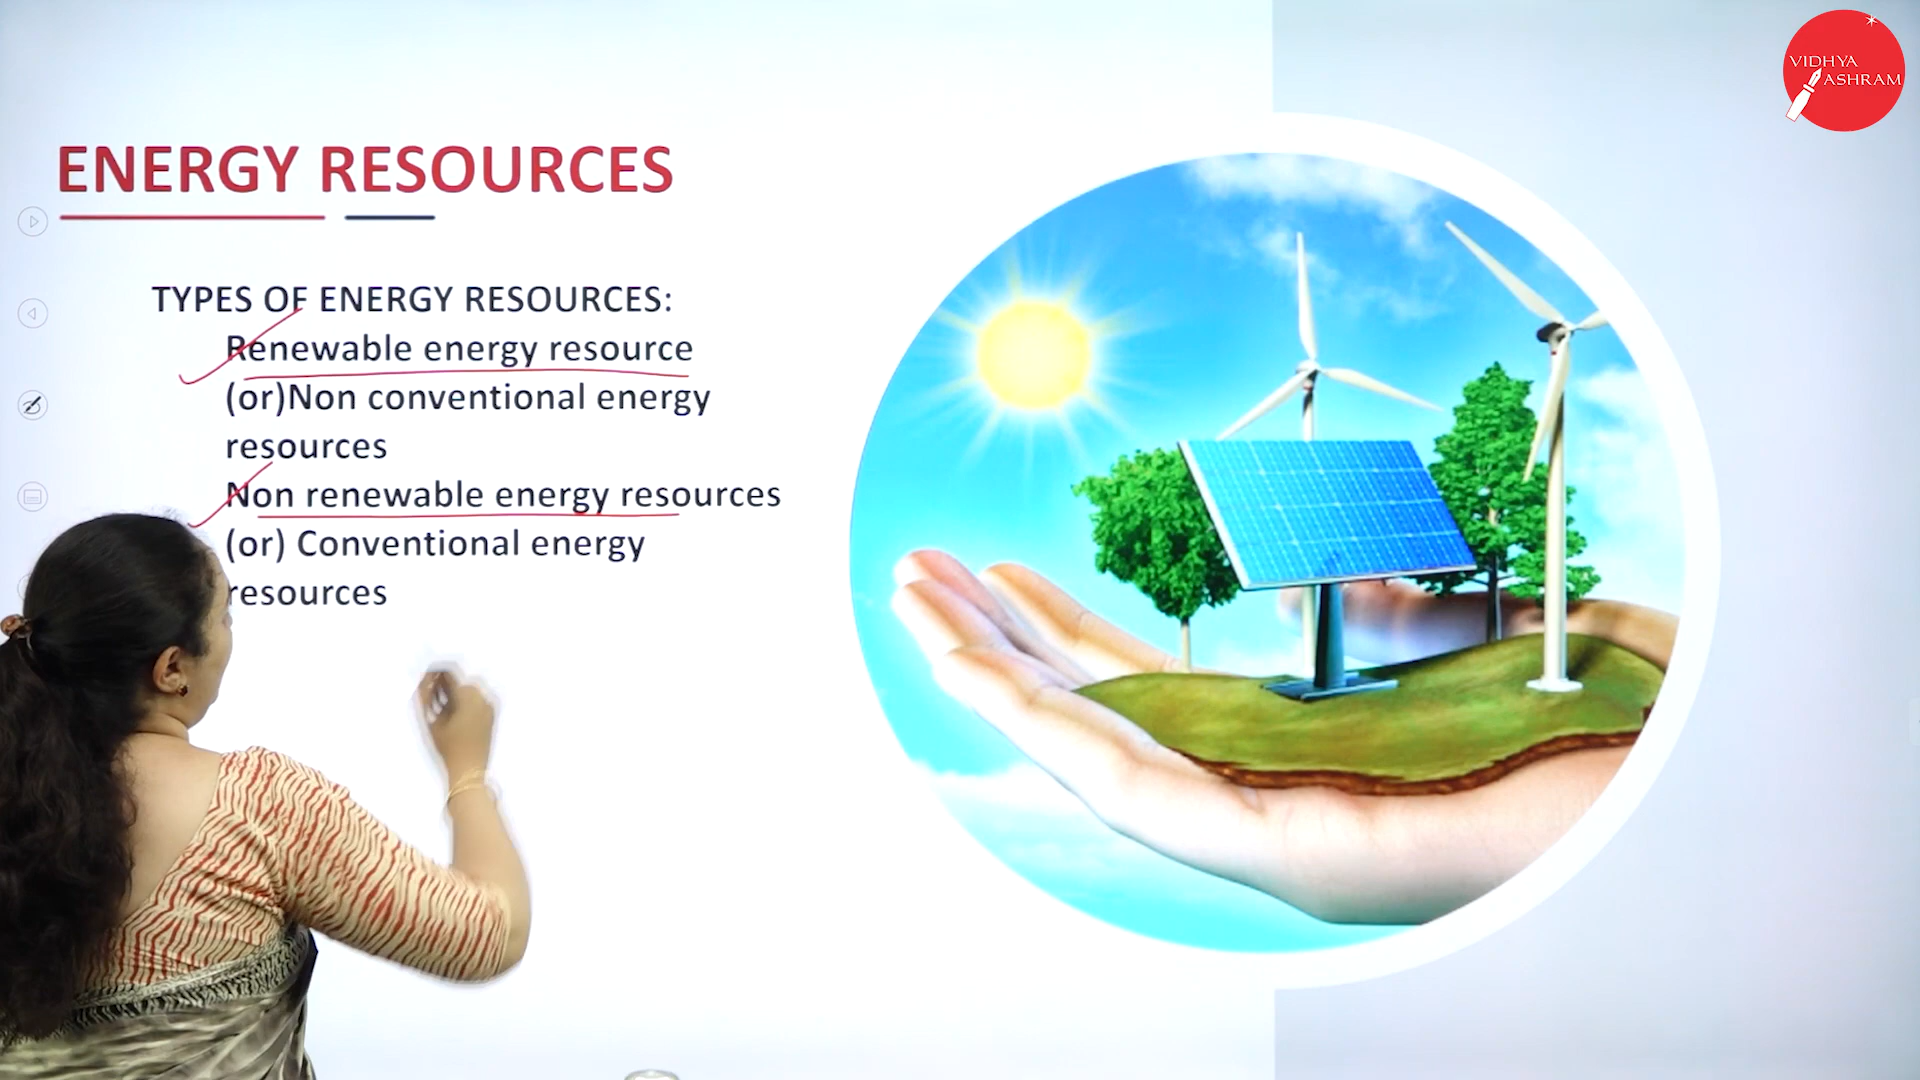 VIDHYA
ASHRAM
ENERGY RESOURCES
TYPES OF ENERGY RESOURCES:
Renewable energy resource
(or)Non conventional energy
resources
Non renewable energy resources
(or) Conventional energy
resources